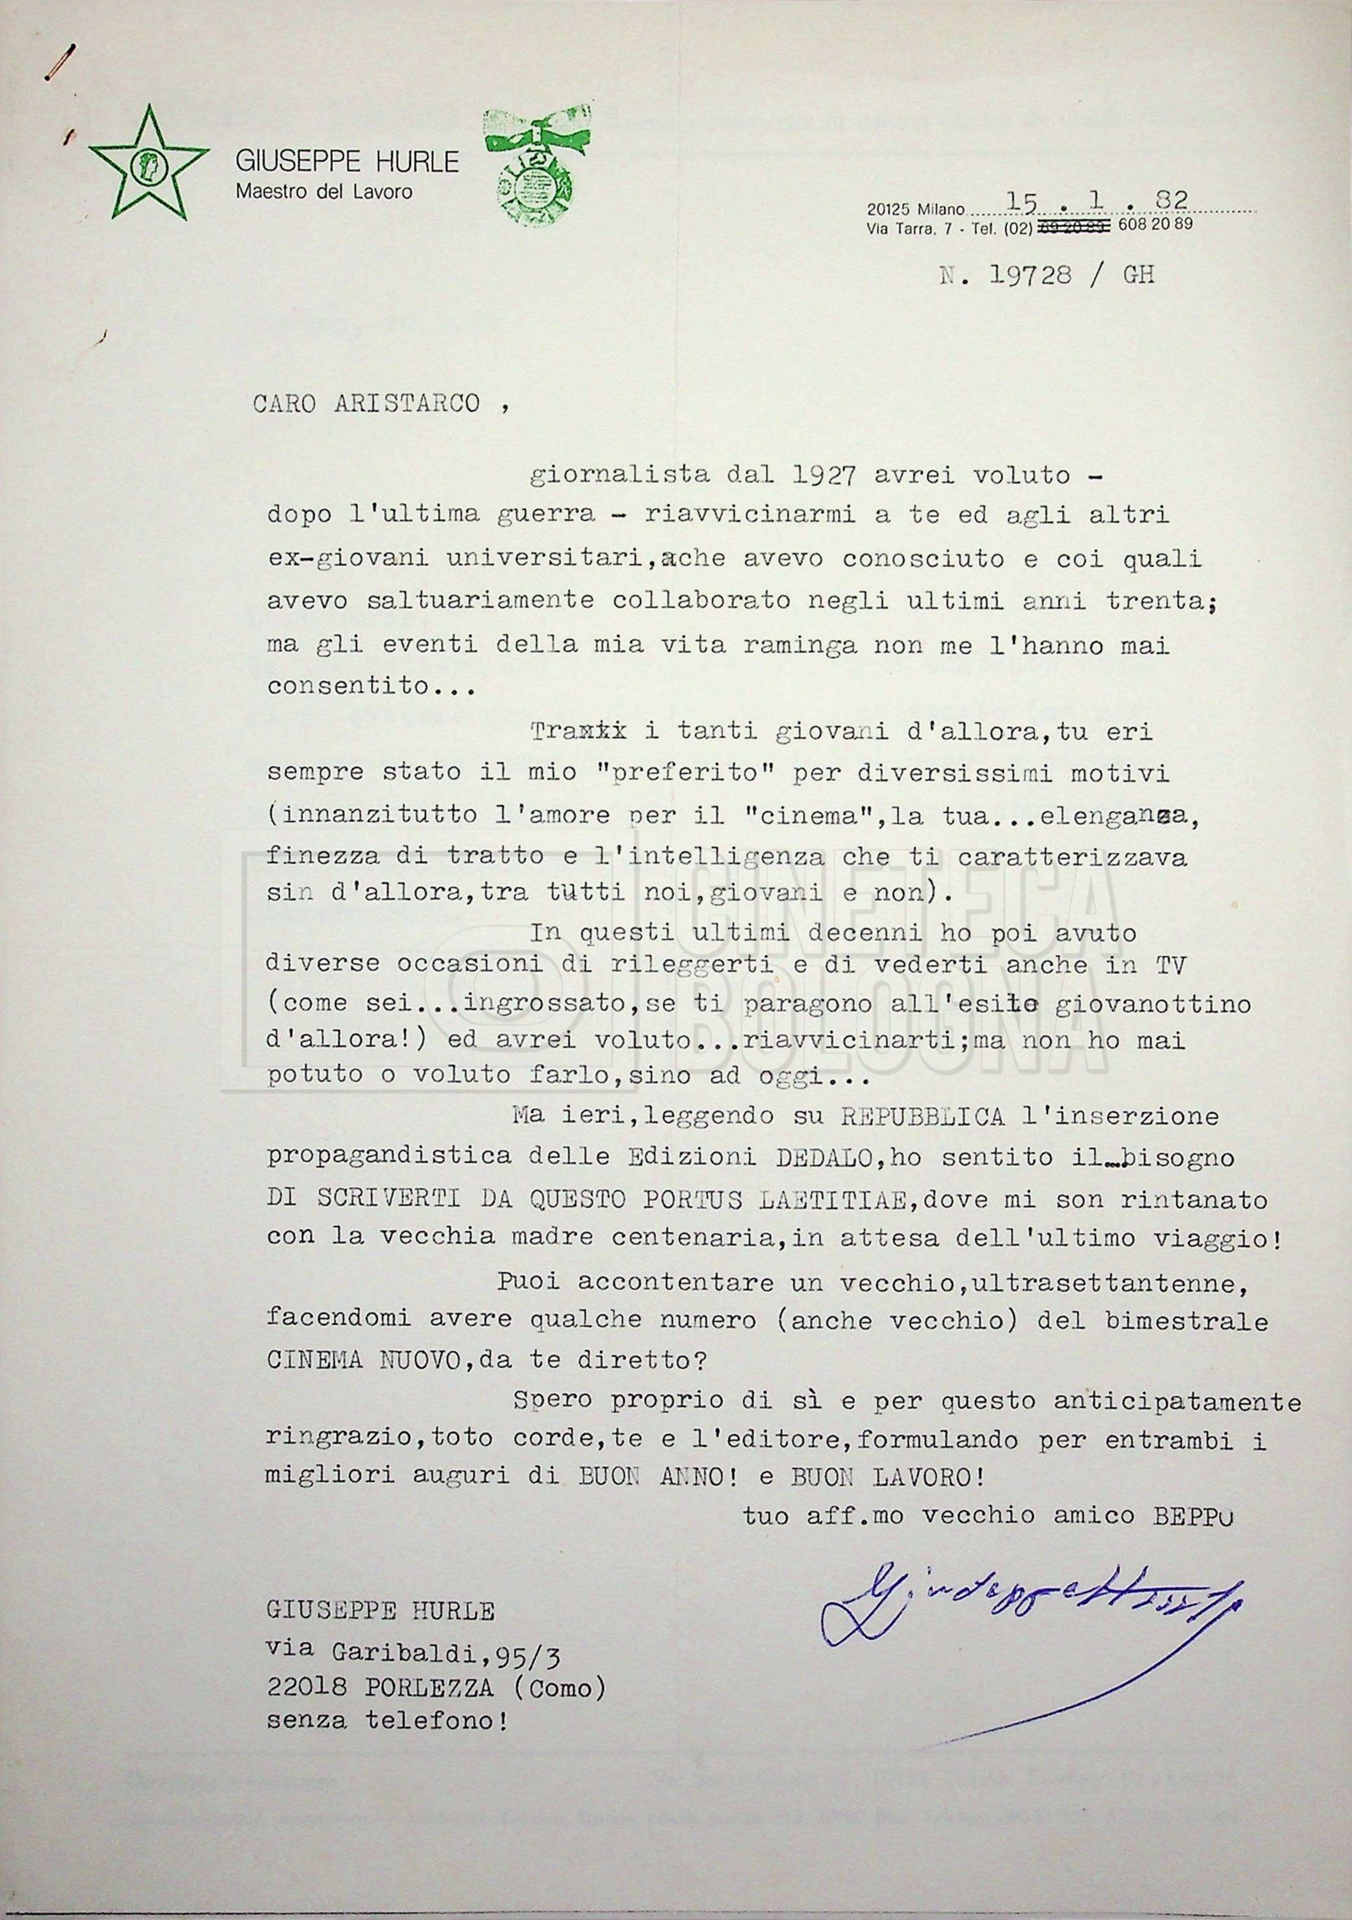 GIUSEPPE HURLE
Maestro del Lavoro
20125 Milano 15 . 1 . 82
Via Tarra, 7 - Tel. (02) 69 20 89 608 20 89
N. 19728 / GH
CARO ARISTARCO ,
giornalista dal 1927 avrei voluto -
dopo l'ultima guerra - riavvicinarmi a te ed agli altri
ex-giovani universitari,ache avevo conosciuto e coi quali
avevo saltuariamente collaborato negli ultimi anni trenta;
ma gli eventi della mia vita raminga non me l'hanno mai
consentito...
Tra i tanti giovani d'allora,tu eri
sempre stato il mio "preferito" per diversissimi motivi
(innanzitutto l'amore per il "cinema",la tua...elenganza,
finezza di tratto e l'intelligenza che ti caratterizzava
sin d'allora,tra tutti noi,giovani e non).
In questi ultimi decenni ho poi avuto
diverse occasioni di rileggerti e di vederti anche in TV
(come sei...ingrossato,se ti paragono all'esile giovanottino
d'allora!) ed avrei voluto...riavvicinarti;ma non ho mai
potuto o voluto farlo,sino ad oggi...
Ma ieri,leggendo su REPUBBLICA l'inserzione
propagandistica delle Edizioni DEDALO,ho sentito il bisogno
DI SCRIVERTI DA QUESTO PORTUS LAETITIAE,dove mi son rintanato
con la vecchia madre centenaria,in attesa dell'ultimo viaggio!
Puoi accontentare un vecchio,ultrasettantenne,
facendomi avere qualche numero (anche vecchio) del bimestrale
CINEMA NUOVO,da te diretto?
Spero proprio di sì e per questo anticipatamente
ringrazio,toto corde,te e l'editore,formulando per entrambi i
migliori auguri di BUON ANNO! e BUON LAVORO!
tuo aff.mo vecchio amico BEPPO
Giuseppe Hurle
GIUSEPPE HURLE
via Garibaldi,95/3
22018 PORLEZZA (Como)
senza telefono!
CINETECA
BOLOGNA